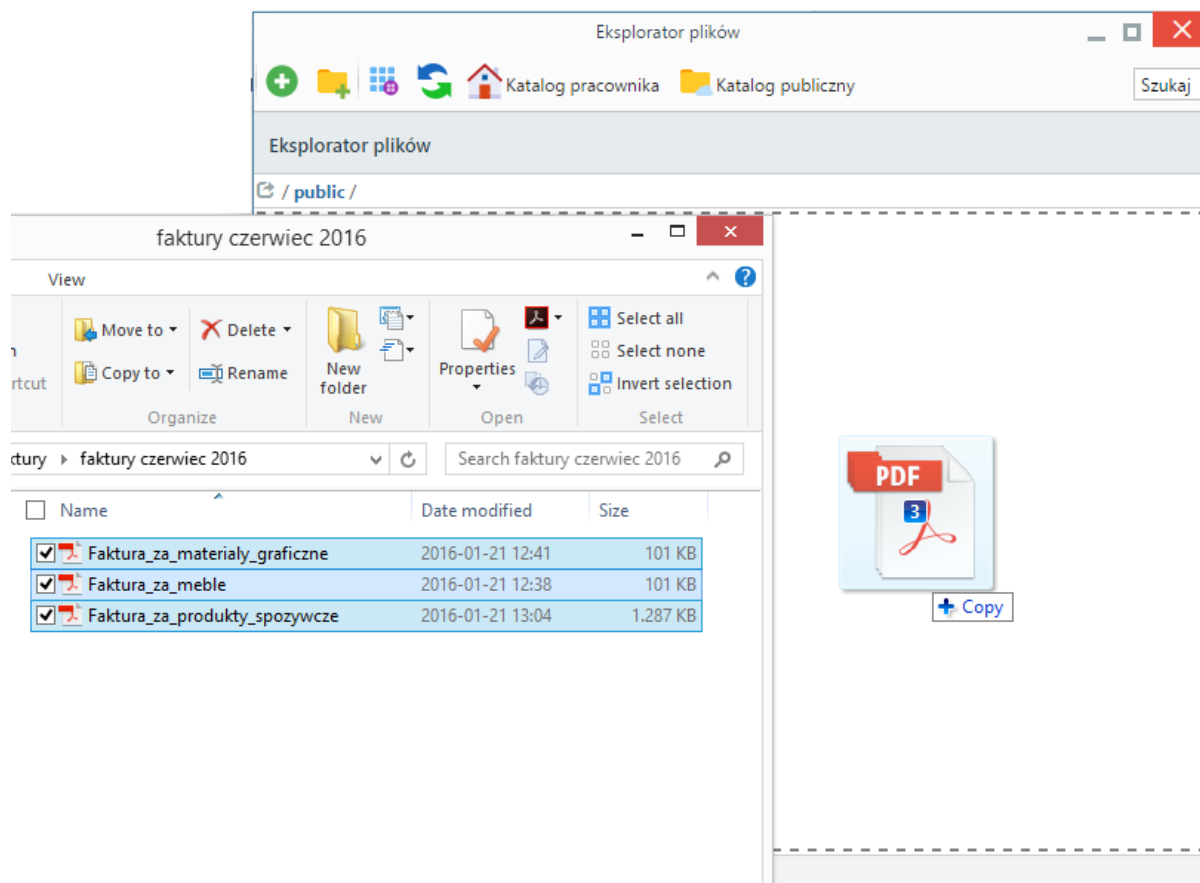 Eksplorator plików
Katalog pracownika Katalog publiczny Szukaj
Eksplorator plików
/ public /
faktury czerwiec 2016
View
Move to Delete
Copy to Rename
New folder
Properties
Select all
Select none
Invert selection
Organize New Open Select
faktury czerwiec 2016 Search faktury czerwiec 2016
Name Date modified Size
Faktura_za_materialy_graficzne 2016-01-21 12:41 101 KB
Faktura_za_meble 2016-01-21 12:38 101 KB
Faktura_za_produkty_spozywcze 2016-01-21 13:04 1.287 KB
PDF
3
Copy